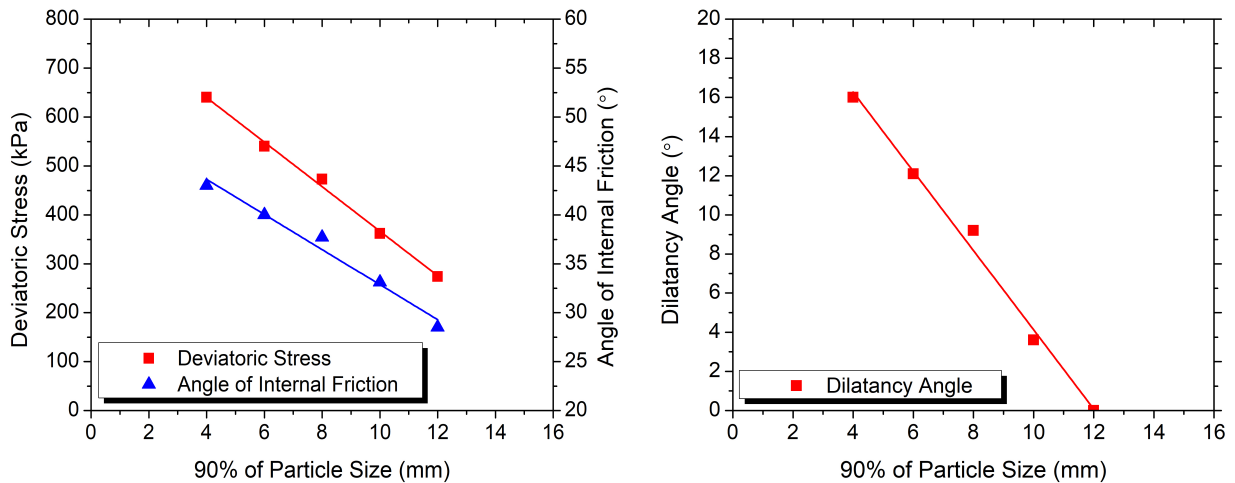 800
700
600
500
400
300
200
100
0
Deviatoric Stress (kPa)
60
55
50
45
40
35
30
25
20
Angle of Internal Friction (°)
Deviatoric Stress
Angle of Internal Friction
0 2 4 6 8 10 12 14 16
90% of Particle Size (mm)
20
18
16
14
12
10
8
6
4
2
0
Dilatancy Angle (°)
Dilatancy Angle
0 2 4 6 8 10 12 14 16
90% of Particle Size (mm)